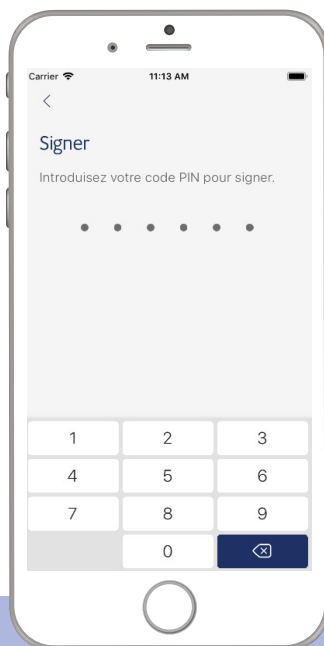 Carrier 11:13 AM
Signer
Introduisez votre code PIN pour signer.
1 2 3
4 5 6
7 8 9
0